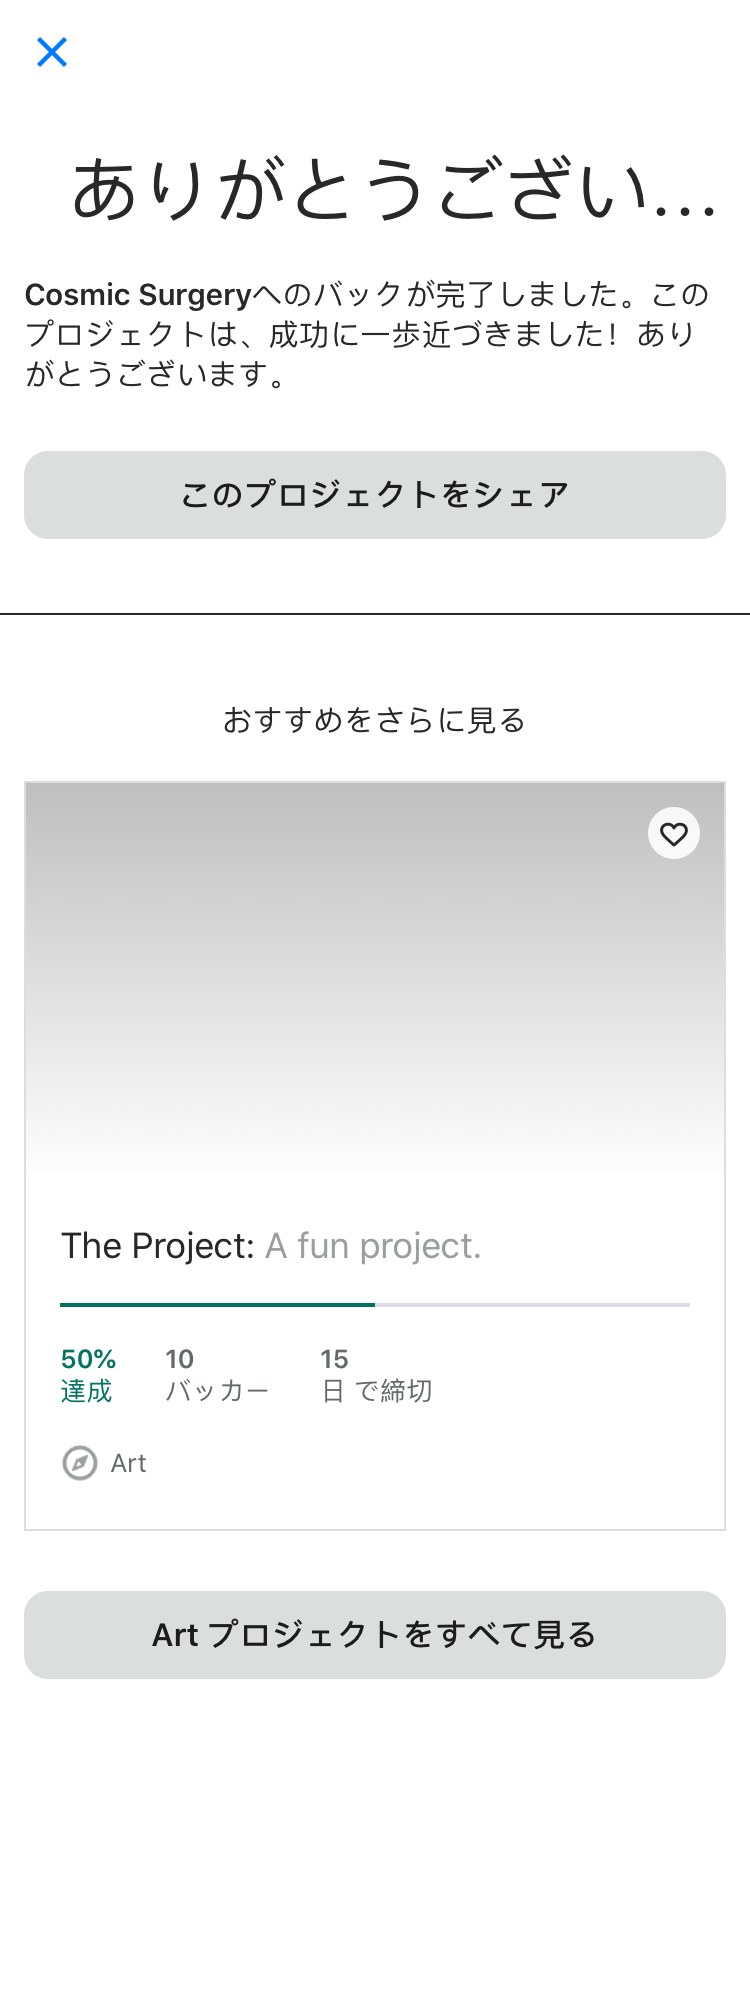 ありがとうござい...
Cosmic Surgeryへのバックが完了しました。この
プロジェクトは、成功に一歩近づきました！あり
がとうございます。
このプロジェクトをシェア
おすすめをさらに見る
The Project: A fun project.
50% 10 15
達成 バッカー 日 で締切
Art
Art プロジェクトをすべて見る